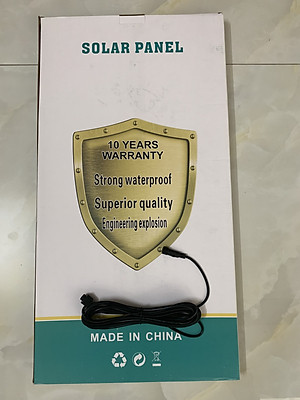 SOLAR PANEL
10 YEARS
WARRANTY
Strong waterproof
Superior quality
Engineering explosion
MADE IN CHINA